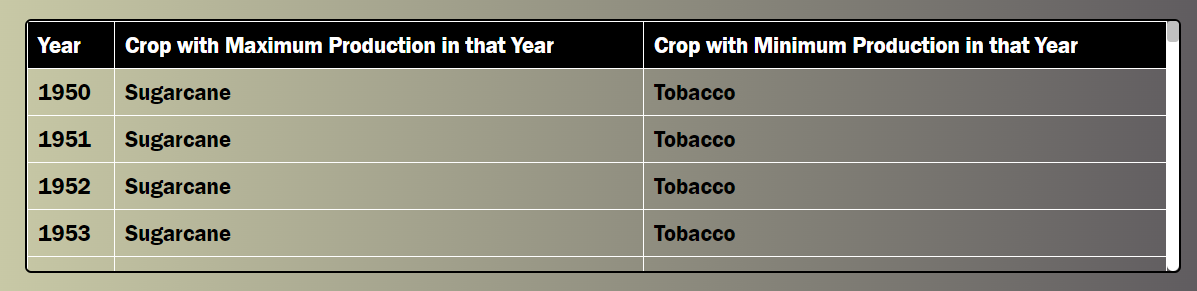 Year Crop with Maximum Production in that Year Crop with Minimum Production in that Year
1950 Sugarcane Tobacco
1951 Sugarcane Tobacco
1952 Sugarcane Tobacco
1953 Sugarcane Tobacco